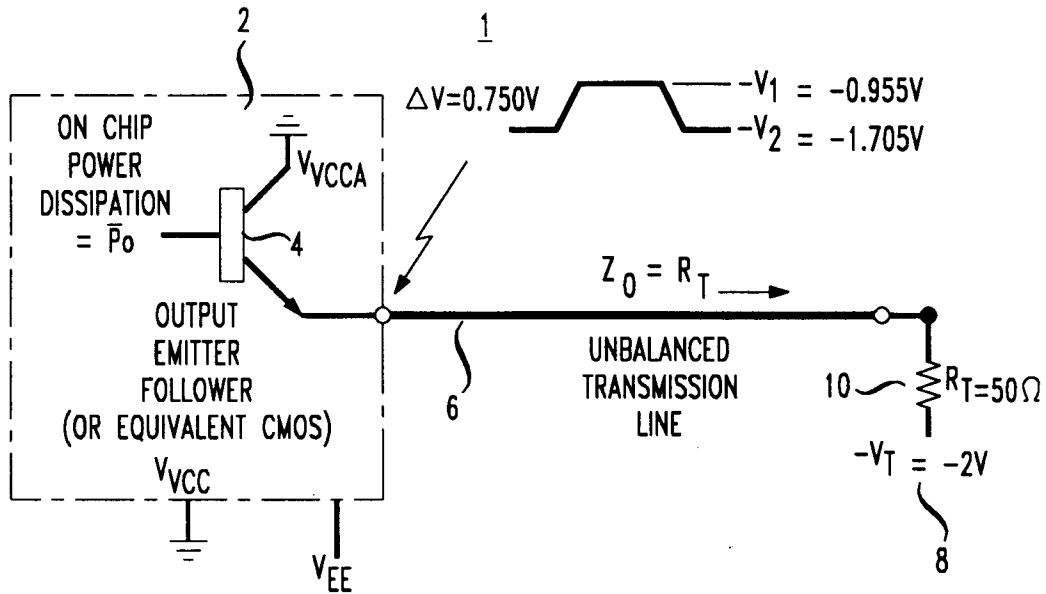 2
1
ON CHIP
POWER
DISSIPATION
= P̅o
VVCCA
4
△V=0.750V
-V1 = -0.955V
-V2 = -1.705V
OUTPUT
EMITTER
FOLLOWER
(OR EQUIVALENT CMOS)
VVCC
VEE
Z0 = RT
6
UNBALANCED
TRANSMISSION
LINE
10
RT=50Ω
-VT = -2V
8